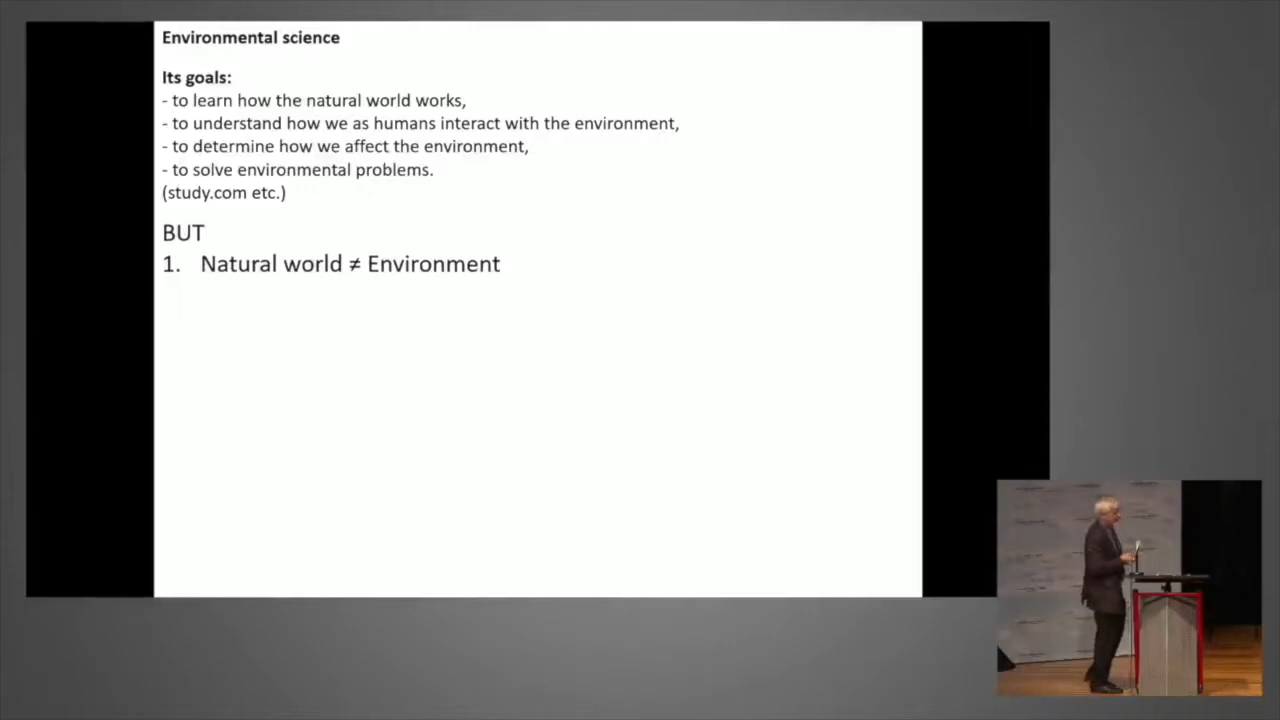 Environmental science
Its goals:
- to learn how the natural world works,
- to understand how we as humans interact with the environment,
- to determine how we affect the environment,
- to solve environmental problems.
(study.com etc.)
BUT
1. Natural world ≠ Environment